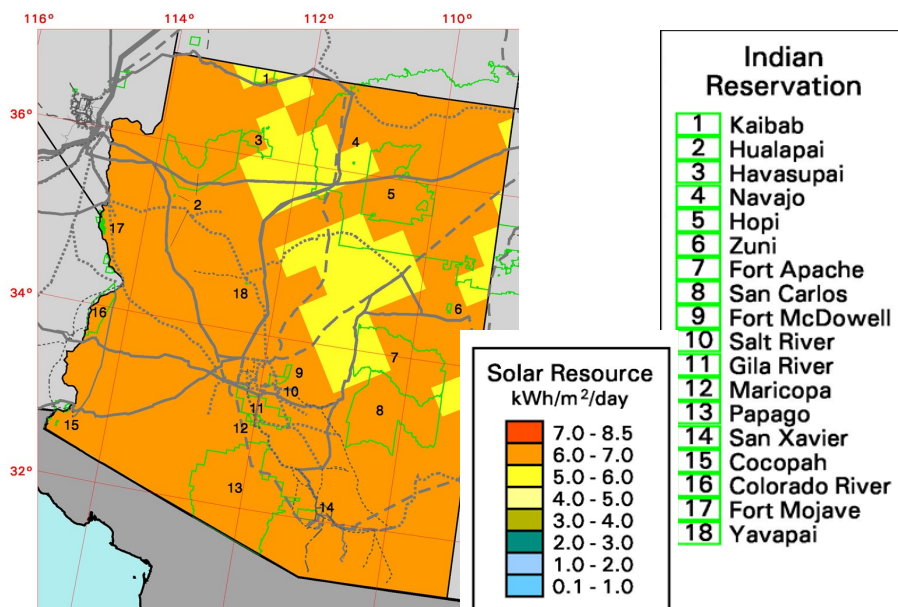 116° 114° 112° 110°
36°
34°
32°
1
2
3
4
5
6
7
8
9
10
11
12
13
14
15
16
17
18
Indian
Reservation
1 Kaibab
2 Hualapai
3 Havasupai
4 Navajo
5 Hopi
6 Zuni
7 Fort Apache
8 San Carlos
9 Fort McDowell
10 Salt River
11 Gila River
12 Maricopa
13 Papago
14 San Xavier
15 Cocopah
16 Colorado River
17 Fort Mojave
18 Yavapai
Solar Resource
kWh/m²/day
7.0 - 8.5
6.0 - 7.0
5.0 - 6.0
4.0 - 5.0
3.0 - 4.0
2.0 - 3.0
1.0 - 2.0
0.1 - 1.0